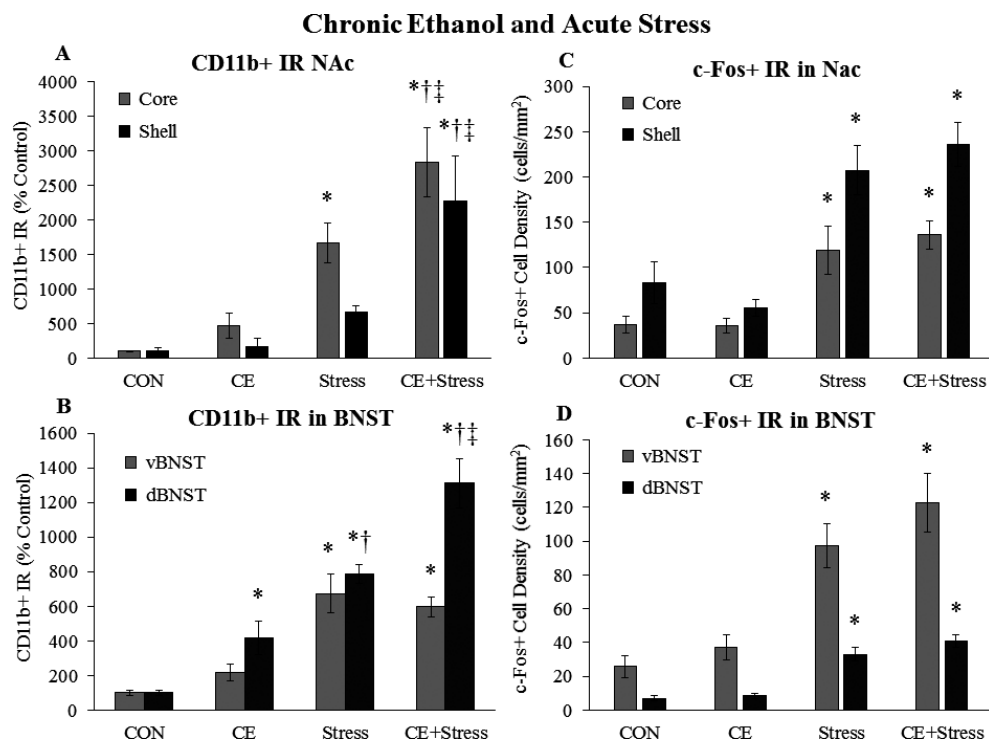 Chronic Ethanol and Acute Stress
A
CD11b+ IR NAc
CD11b+ IR (% Control)
4000
3500
3000
2500
2000
1500
1000
500
0
Core
Shell
*
*†‡
*†‡
CON CE Stress CE+Stress
B
CD11b+ IR in BNST
CD11b+ IR (% Control)
1600
1400
1200
1000
800
600
400
200
0
vBNST
dBNST
*
*
*†
*
*†‡
CON CE Stress CE+Stress
C
c-Fos+ IR in Nac
c-Fos+ Cell Density (cells/mm²)
300
250
200
150
100
50
0
Core
Shell
*
*
*
*
CON CE Stress CE+Stress
D
c-Fos+ IR in BNST
c-Fos+ Cell Density (cells/mm²)
160
140
120
100
80
60
40
20
0
vBNST
dBNST
*
*
*
*
CON CE Stress CE+Stress